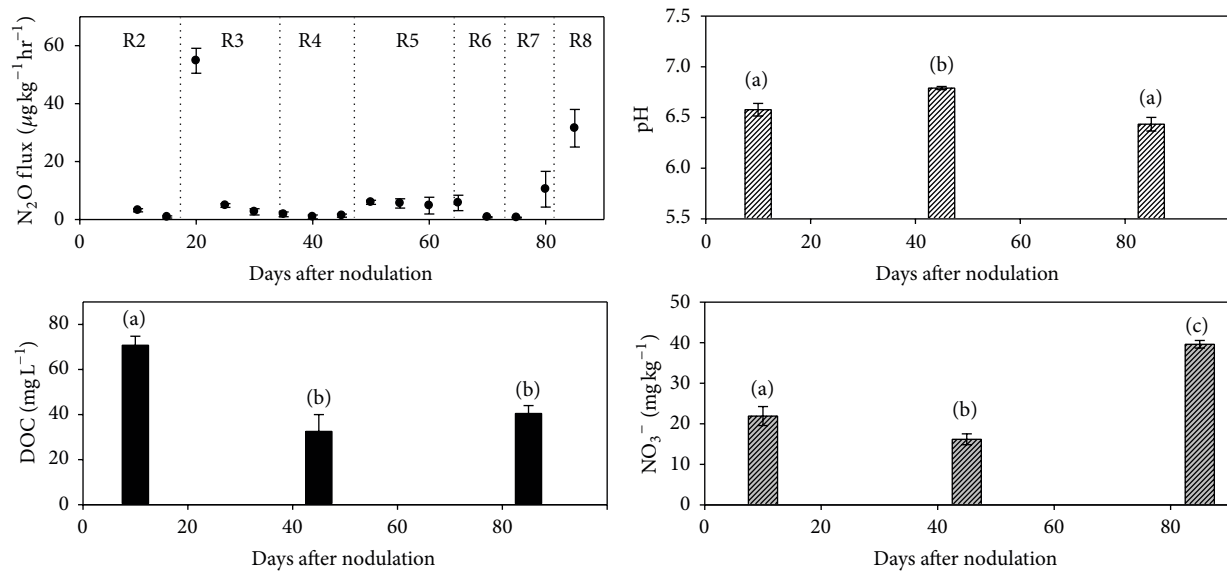 R2 R3 R4 R5 R6 R7 R8
60
40
20
0
N₂O flux (μg kg⁻¹ hr⁻¹)
0 20 40 60 80
Days after nodulation
7.5
7.0
6.5
6.0
5.5
pH
(a) (b) (a)
0 20 40 60 80
Days after nodulation
80
60
40
20
0
DOC (mg L⁻¹)
(a) (b) (b)
0 20 40 60 80
Days after nodulation
50
40
30
20
10
0
NO₃⁻ (mg kg⁻¹)
(a) (b) (c)
0 20 40 60 80
Days after nodulation